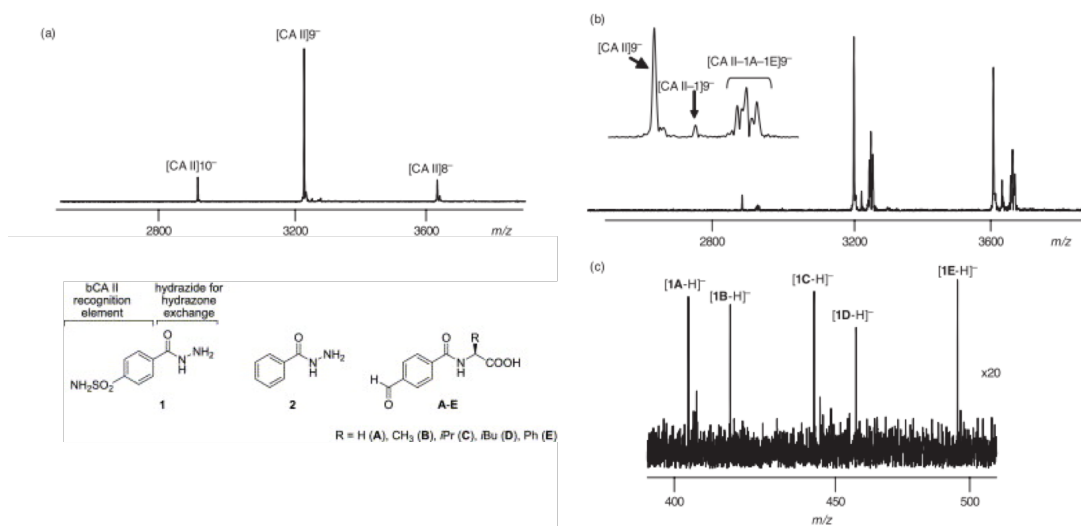 (a)
[CA II]9⁻
[CA II]10⁻
[CA II]8⁻
2800 3200 3600 m/z
bCA II recognition element
hydrazide for hydrazone exchange
O
N
H
NH₂
NH₂SO₂
1
O
N
H
NH₂
2
O
R
N
H
COOH
O
A-E
R = H (A), CH₃ (B), iPr (C), iBu (D), Ph (E)
(b)
[CA II]9⁻
[CA II–1]9⁻
[CA II–1A–1E]9⁻
2800 3200 3600 m/z
(c)
[1A-H]⁻
[1B-H]⁻
[1C-H]⁻
[1D-H]⁻
[1E-H]⁻
x20
400 450 500
m/z